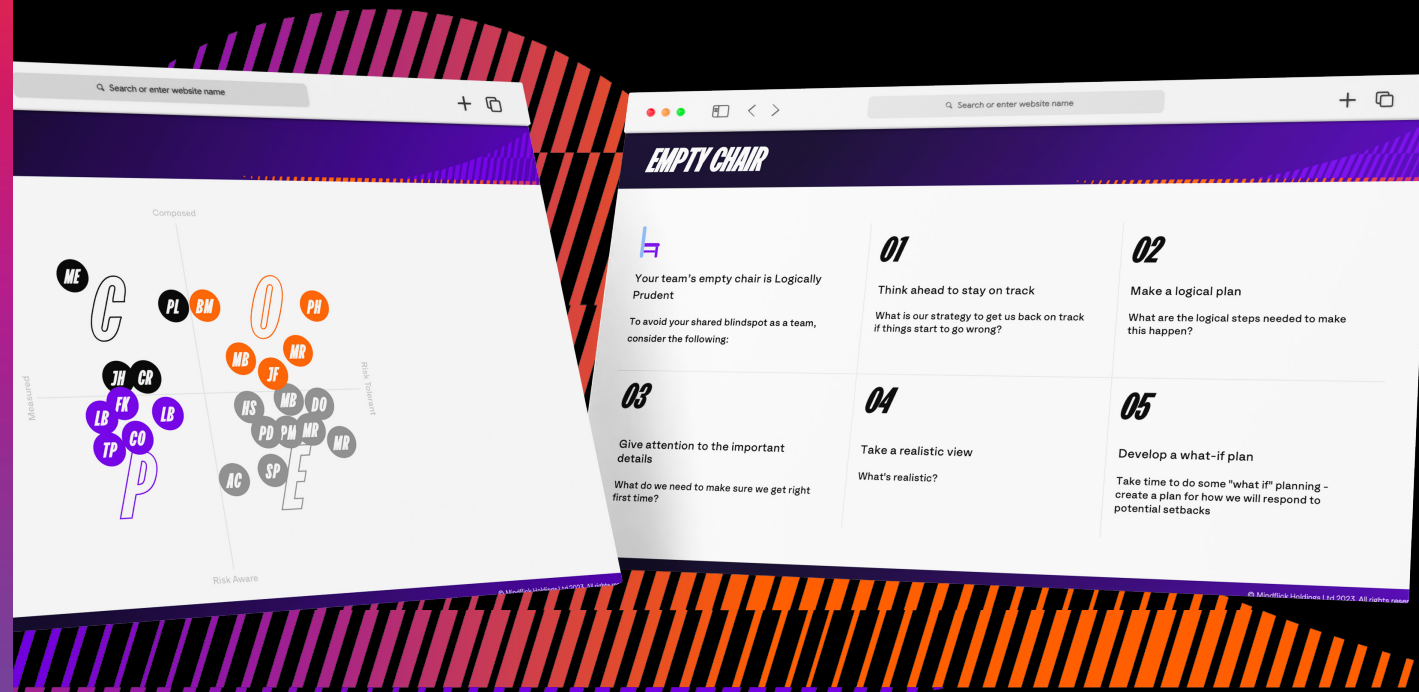 Search or enter website name
Composed
ME
C
PL
BM
O
PH
MB
MR
JF
Measured
Risk Tolerant
JH
CR
FK
LB
LB
CO
TP
P
HS
MB
DO
PD
PM
MR
MR
AC
SP
E
Risk Aware
© Mindflick Holdings Ltd 2023. All rights
Search or enter website name
EMPTY CHAIR
Your team's empty chair is Logically
Prudent
To avoid your shared blindspot as a team,
consider the following:
01
Think ahead to stay on track
What is our strategy to get us back on track
if things start to go wrong?
02
Make a logical plan
What are the logical steps needed to make
this happen?
03
Give attention to the important
details
What do we need to make sure we get right
first time?
04
Take a realistic view
What's realistic?
05
Develop a what-if plan
Take time to do some "what if" planning -
create a plan for how we will respond to
potential setbacks
© Mindflick Holdings Ltd 2023. All rights